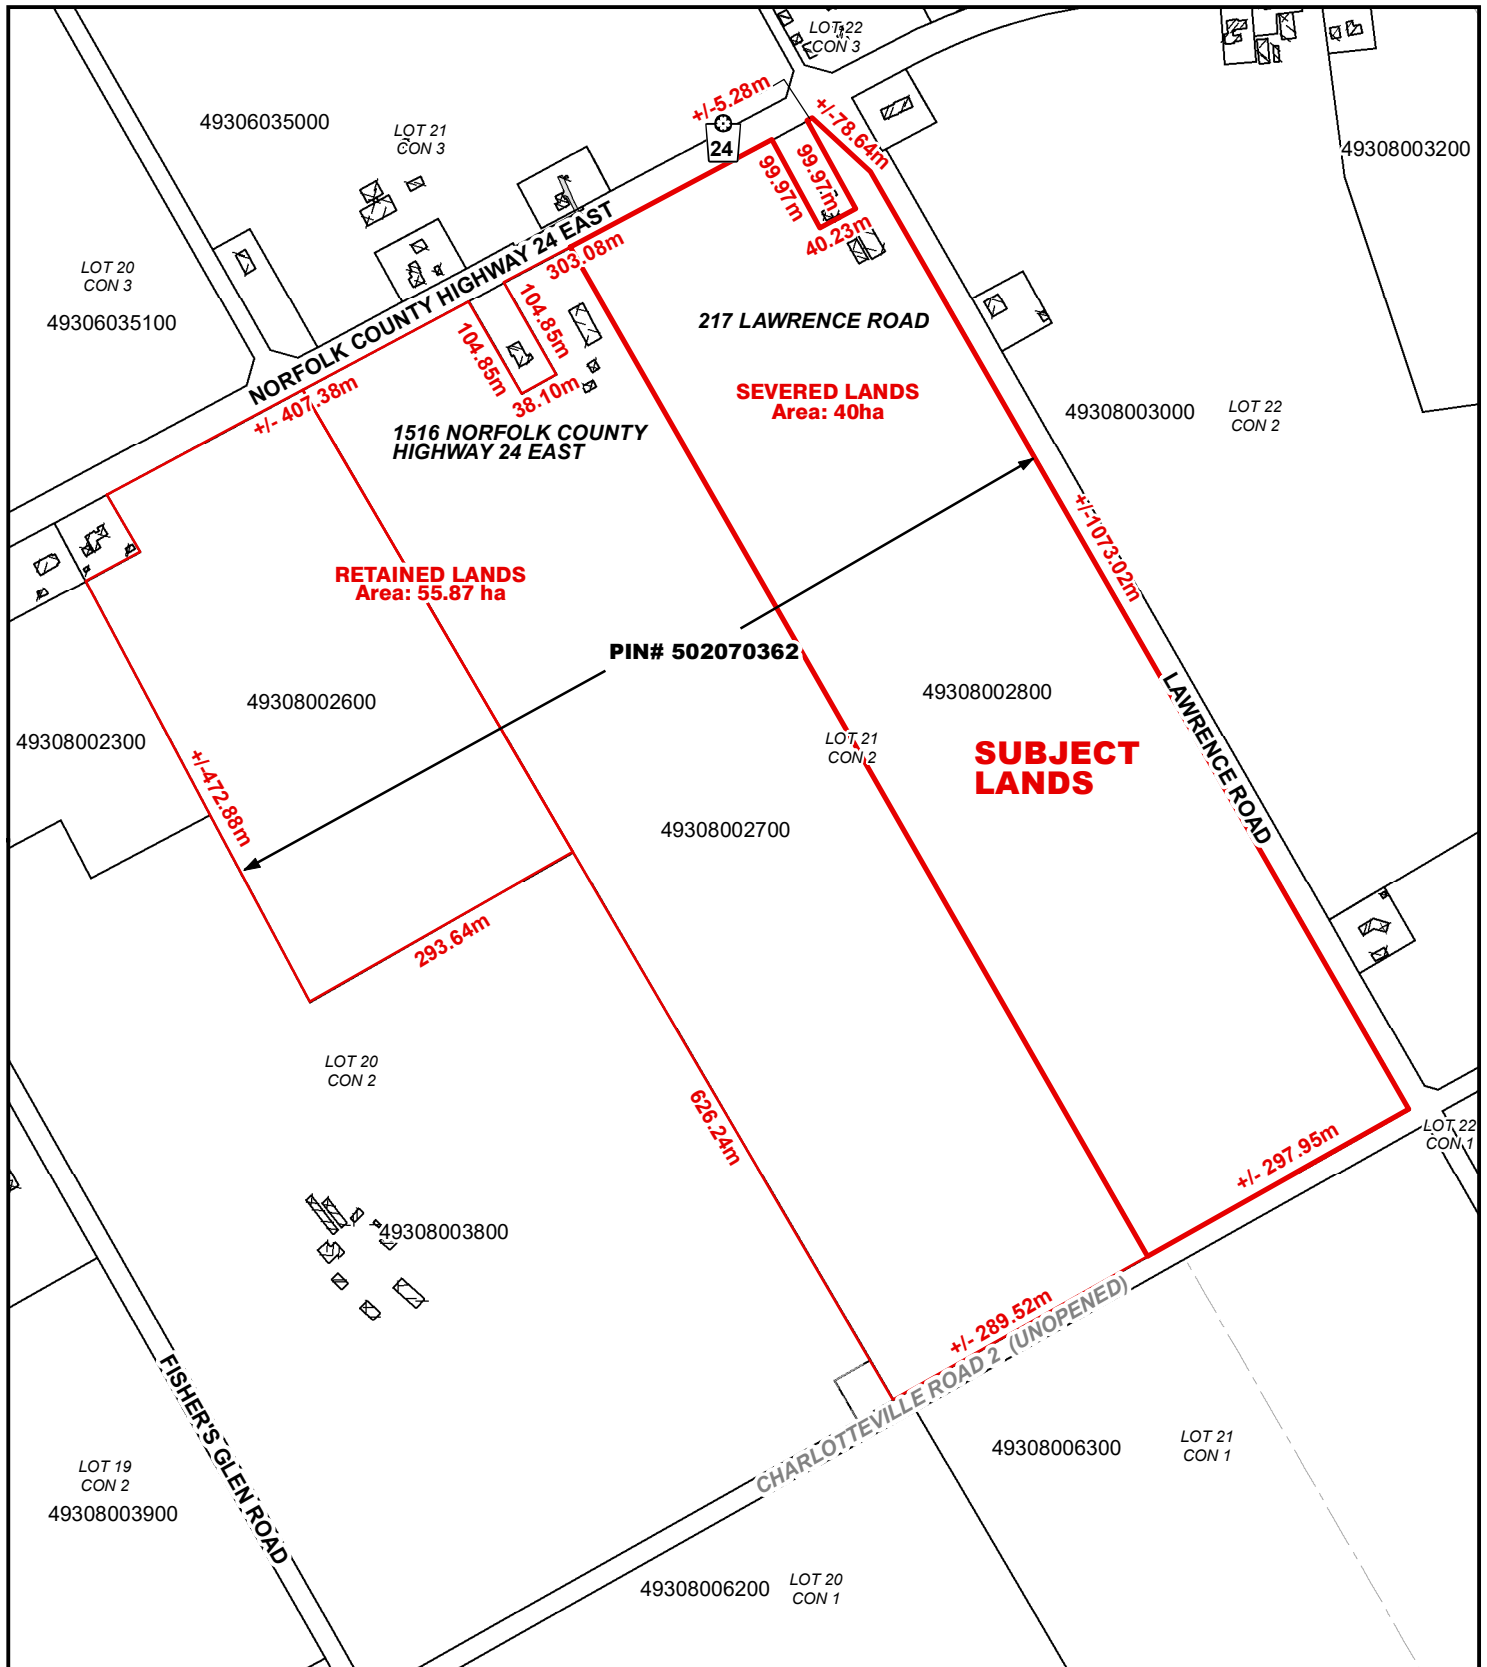 LOT 22
CON 3
+/-5.28m
+/-78.64m
49306035000
LOT 21
CON 3
24
49308003200
99.97m
99.97m
40.23m
NORFOLK COUNTY HIGHWAY 24 EAST
303.08m
LOT 20
CON 3
49306035100
104.85m
104.85m
38.10m
217 LAWRENCE ROAD
SEVERED LANDS
Area: 40ha
+/- 407.38m
49308003000
LOT 22
CON 2
1516 NORFOLK COUNTY
HIGHWAY 24 EAST
+/-1073.02m
RETAINED LANDS
Area: 55.87 ha
PIN# 502070362
49308002600
49308002800
LAWRENCE ROAD
49308002300
LOT 21
CON 2
SUBJECT
LANDS
+/-472.88m
49308002700
293.64m
LOT 20
CON 2
626.24m
+/- 297.95m
LOT 22
CON 1
49308003800
+/- 289.52m
CHARLOTTEVILLE ROAD 2 (UNOPENED)
FISHER'S GLEN ROAD
49308006300
LOT 21
CON 1
LOT 19
CON 2
49308003900
49308006200
LOT 20
CON 1